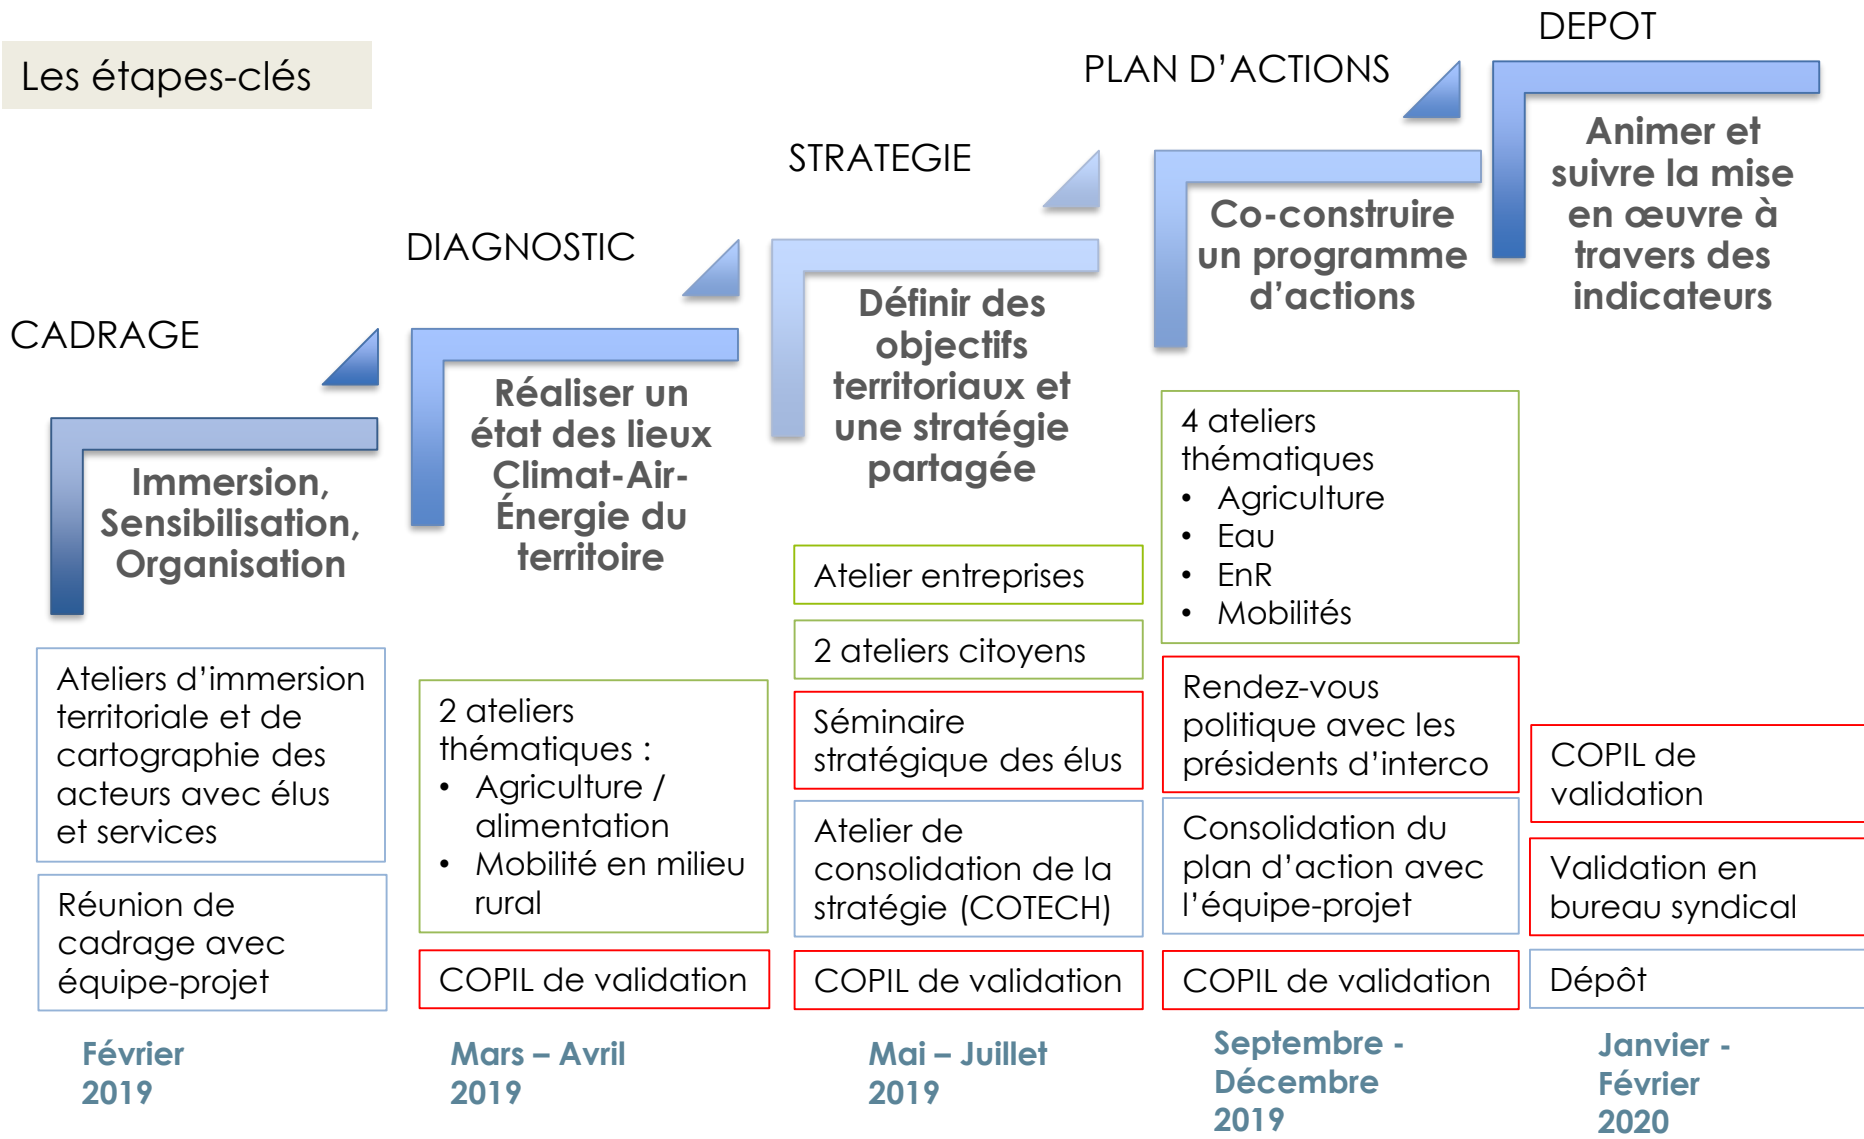 Les étapes-clés
CADRAGE
Immersion,
Sensibilisation,
Organisation
Ateliers d’immersion
territoriale et de
cartographie des
acteurs avec élus
et services
Réunion de
cadrage avec
équipe-projet
Février
2019
DIAGNOSTIC
Réaliser un
état des lieux
Climat-Air-
Énergie du
territoire
2 ateliers
thématiques :
• Agriculture /
alimentation
• Mobilité en milieu
rural
COPIL de validation
Mars – Avril
2019
STRATEGIE
Définir des
objectifs
territoriaux et
une stratégie
partagée
Atelier entreprises
2 ateliers citoyens
Séminaire
stratégique des élus
Atelier de
consolidation de la
stratégie (COTECH)
COPIL de validation
Mai – Juillet
2019
PLAN D’ACTIONS
Co-construire
un programme
d’actions
4 ateliers
thématiques
• Agriculture
• Eau
• EnR
• Mobilités
Rendez-vous
politique avec les
présidents d’interco
Consolidation du
plan d’action avec
l’équipe-projet
COPIL de validation
Septembre -
Décembre
2019
DEPOT
Animer et
suivre la mise
en œuvre à
travers des
indicateurs
COPIL de
validation
Validation en
bureau syndical
Dépôt
Janvier -
Février
2020